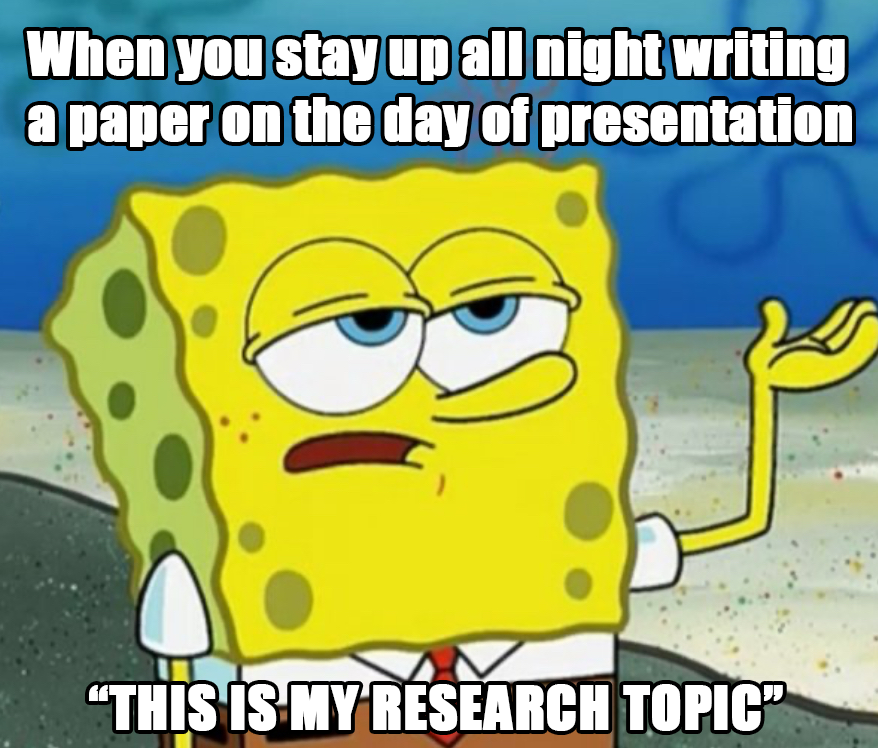 When you stay up all night writing
a paper on the day of presentation
“THIS IS MY RESEARCH TOPIC”